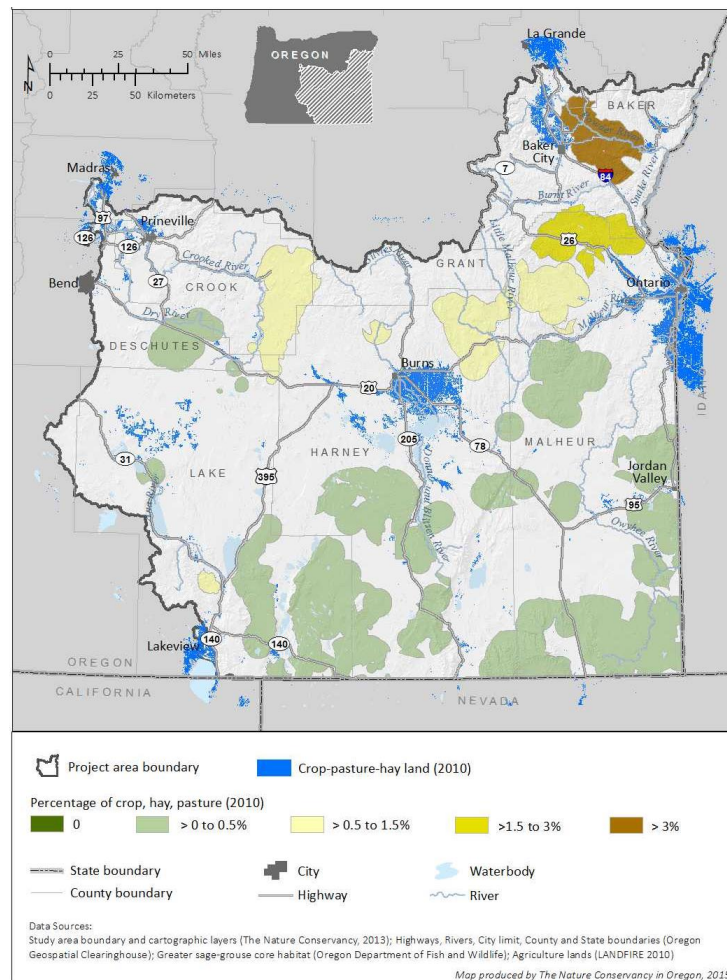 La Grande
0 25 50 Miles
0 25 50 Kilometers
N
OREGON
BAKER
Baker City
7
84
Snake River
Burnt River
Madras
97
126
126
Prineville
Crooked River
27
CROOK
Bend
Dry River
DESCHUTES
Silvies River
GRANT
Little Malheur River
26
Malheur River
Ontario
IDAHO
Burns
20
205
78
MALHEUR
HARNEY
LAKE
31
395
Donner und Blitzen River
Jordan Valley
95
Owyhee River
Lakeview
140
140
OREGON
CALIFORNIA
NEVADA
Project area boundary
Crop-pasture-hay land (2010)
Percentage of crop, hay, pasture (2010)
0
> 0 to 0.5%
> 0.5 to 1.5%
>1.5 to 3%
> 3%
State boundary
City
Waterbody
County boundary
Highway
River
Data Sources:
Study area boundary and cartographic layers (The Nature Conservancy, 2013); Highways, Rivers, City limit, County and State boundaries (Oregon
Geospatial Clearinghouse); Greater sage-grouse core habitat (Oregon Department of Fish and Wildlife); Agriculture lands (LANDFIRE 2010)
Map produced by The Nature Conservancy in Oregon, 2015